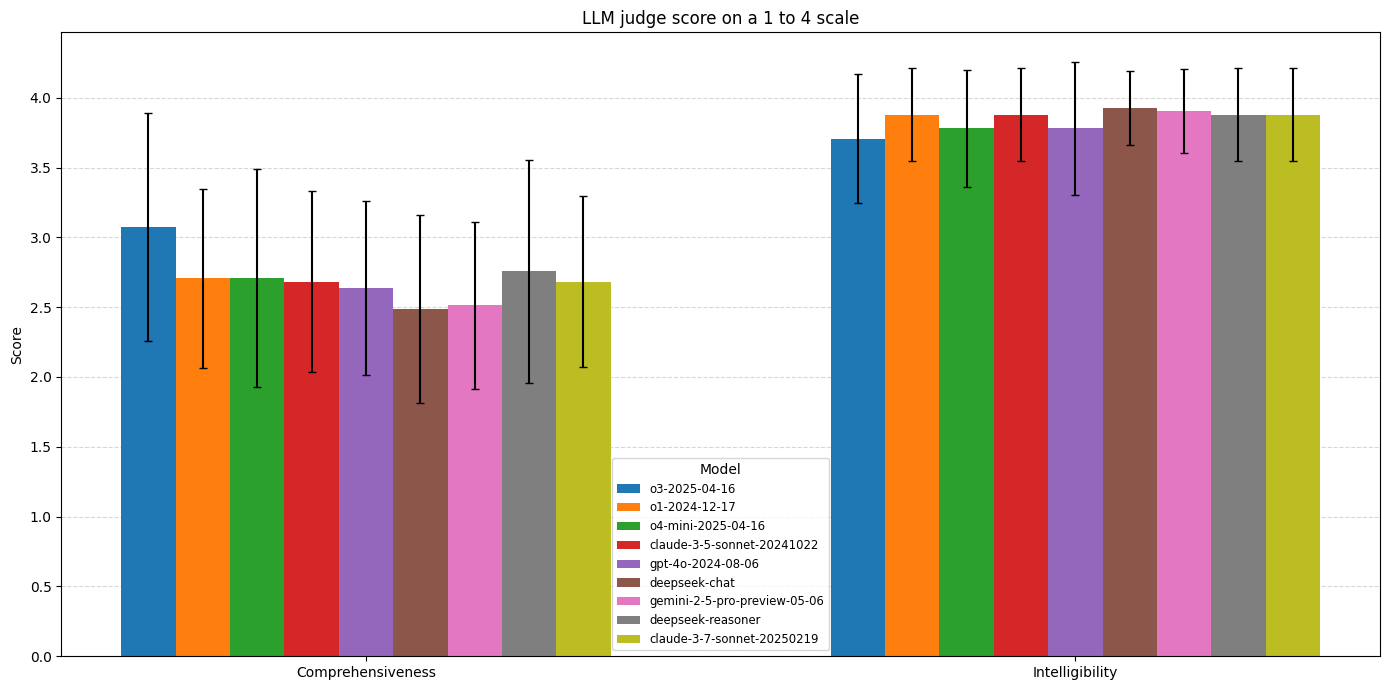 LLM judge score on a 1 to 4 scale
Score
4.0
3.5
3.0
2.5
2.0
1.5
1.0
0.5
0.0
Model
o3-2025-04-16
o1-2024-12-17
o4-mini-2025-04-16
claude-3-5-sonnet-20241022
gpt-4o-2024-08-06
deepseek-chat
gemini-2-5-pro-preview-05-06
deepseek-reasoner
claude-3-7-sonnet-20250219
Comprehensiveness
Intelligibility